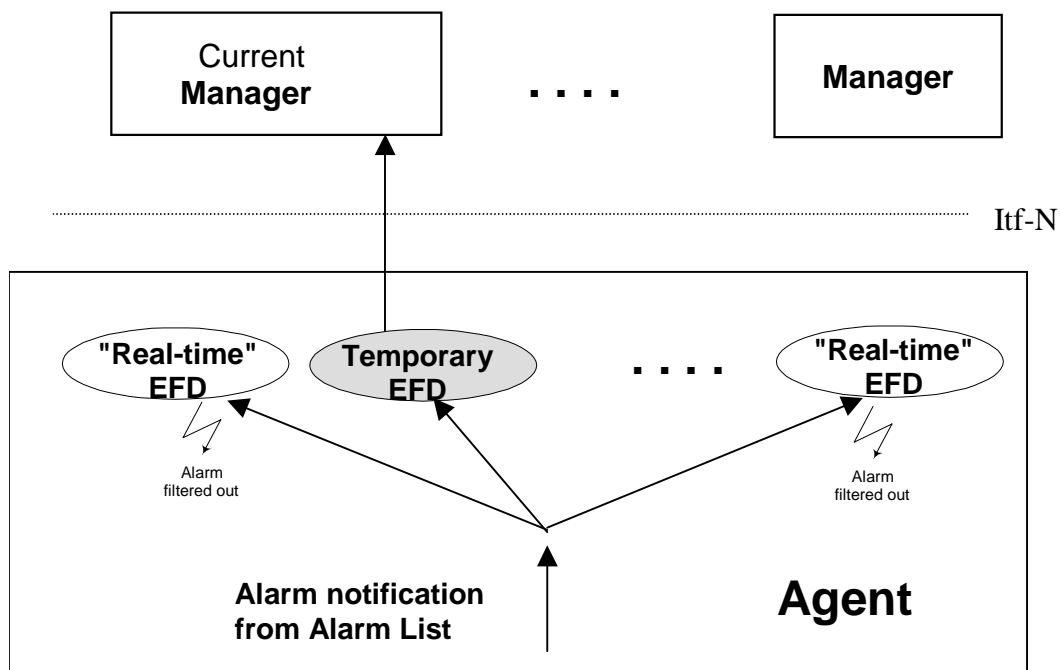 Current
Manager
. . . .
Manager
Itf-N
"Real-time"
EFD
Temporary
EFD
. . . .
"Real-time"
EFD
Alarm
filtered out
Alarm
filtered out
Alarm notification
from Alarm List
Agent